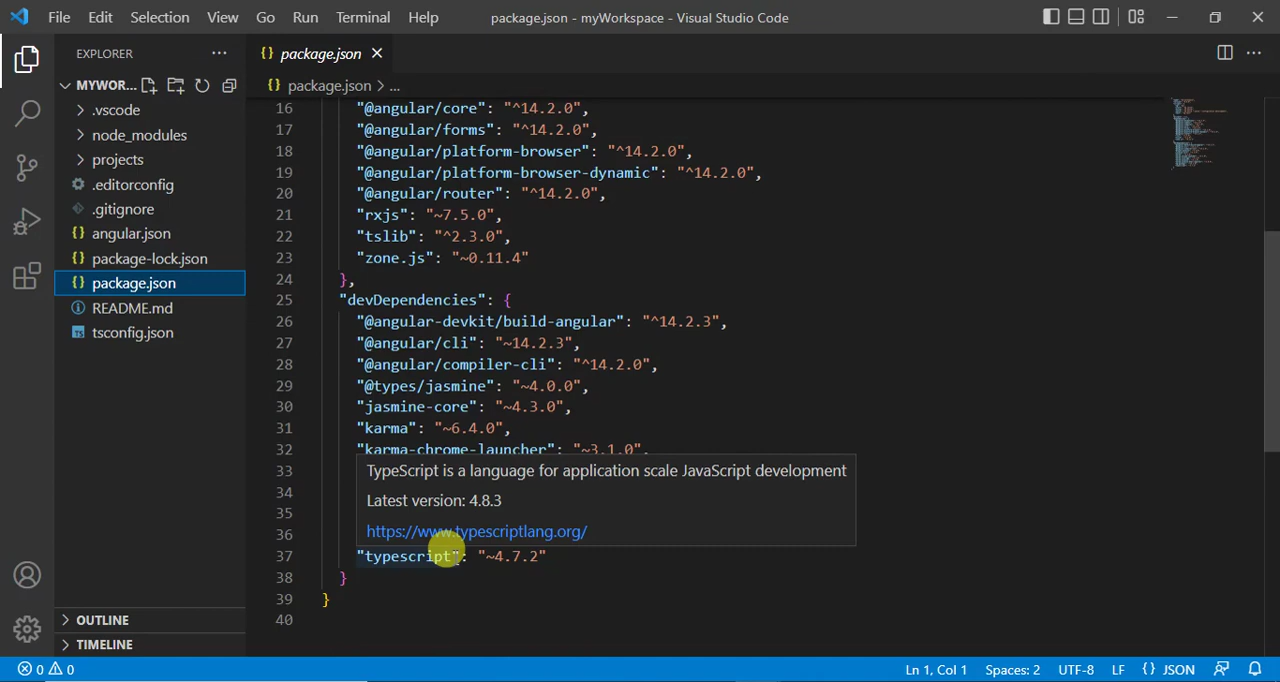 File Edit Selection View Go Run Terminal Help package.json - myWorkspace - Visual Studio Code
EXPLORER ...
{} package.json
MYWOR...
{} package.json > ...
.vscode
node_modules
projects
.editorconfig
.gitignore
{} angular.json
{} package-lock.json
{} package.json
README.md
TS tsconfig.json
OUTLINE
TIMELINE
16 "@angular/core": "^14.2.0",
17 "@angular/forms": "^14.2.0",
18 "@angular/platform-browser": "^14.2.0",
19 "@angular/platform-browser-dynamic": "^14.2.0",
20 "@angular/router": "^14.2.0",
21 "rxjs": "~7.5.0",
22 "tslib": "^2.3.0",
23 "zone.js": "~0.11.4"
24 },
25 "devDependencies": {
26 "@angular-devkit/build-angular": "^14.2.3",
27 "@angular/cli": "~14.2.3",
28 "@angular/compiler-cli": "^14.2.0",
29 "@types/jasmine": "~4.0.0",
30 "jasmine-core": "~4.3.0",
31 "karma": "~6.4.0",
32 "karma-chrome-launcher": "~3.1.0",
33
TypeScript is a language for application scale JavaScript development
34
Latest version: 4.8.3
35
36
https://www.typescriptlang.org/
37 "typescript": "~4.7.2"
38 }
39 }
40
0 0 Ln 1, Col 1 Spaces: 2 UTF-8 LF {} JSON